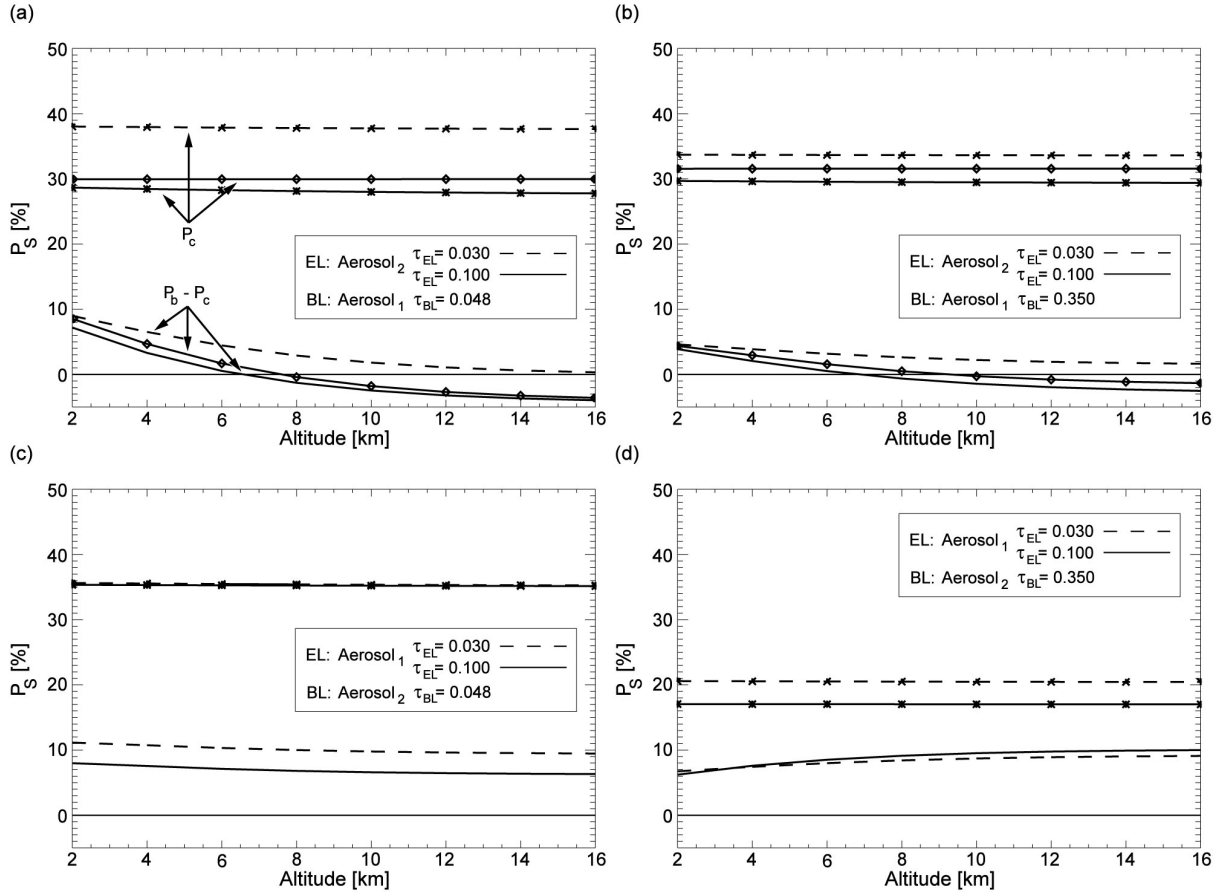 (a)
50
40
30
20
10
0
P_S [%]
P_c
P_b - P_c
EL: Aerosol_2 τ_EL= 0.030
τ_EL= 0.100
BL: Aerosol_1 τ_BL= 0.048
2 4 6 8 10 12 14 16
Altitude [km]
(b)
50
40
30
20
10
0
P_S [%]
EL: Aerosol_2 τ_EL= 0.030
τ_EL= 0.100
BL: Aerosol_1 τ_BL= 0.350
2 4 6 8 10 12 14 16
Altitude [km]
(c)
50
40
30
20
10
0
P_S [%]
EL: Aerosol_1 τ_EL= 0.030
τ_EL= 0.100
BL: Aerosol_2 τ_BL= 0.048
2 4 6 8 10 12 14 16
Altitude [km]
(d)
50
40
30
20
10
0
P_S [%]
EL: Aerosol_1 τ_EL= 0.030
τ_EL= 0.100
BL: Aerosol_2 τ_BL= 0.350
2 4 6 8 10 12 14 16
Altitude [km]